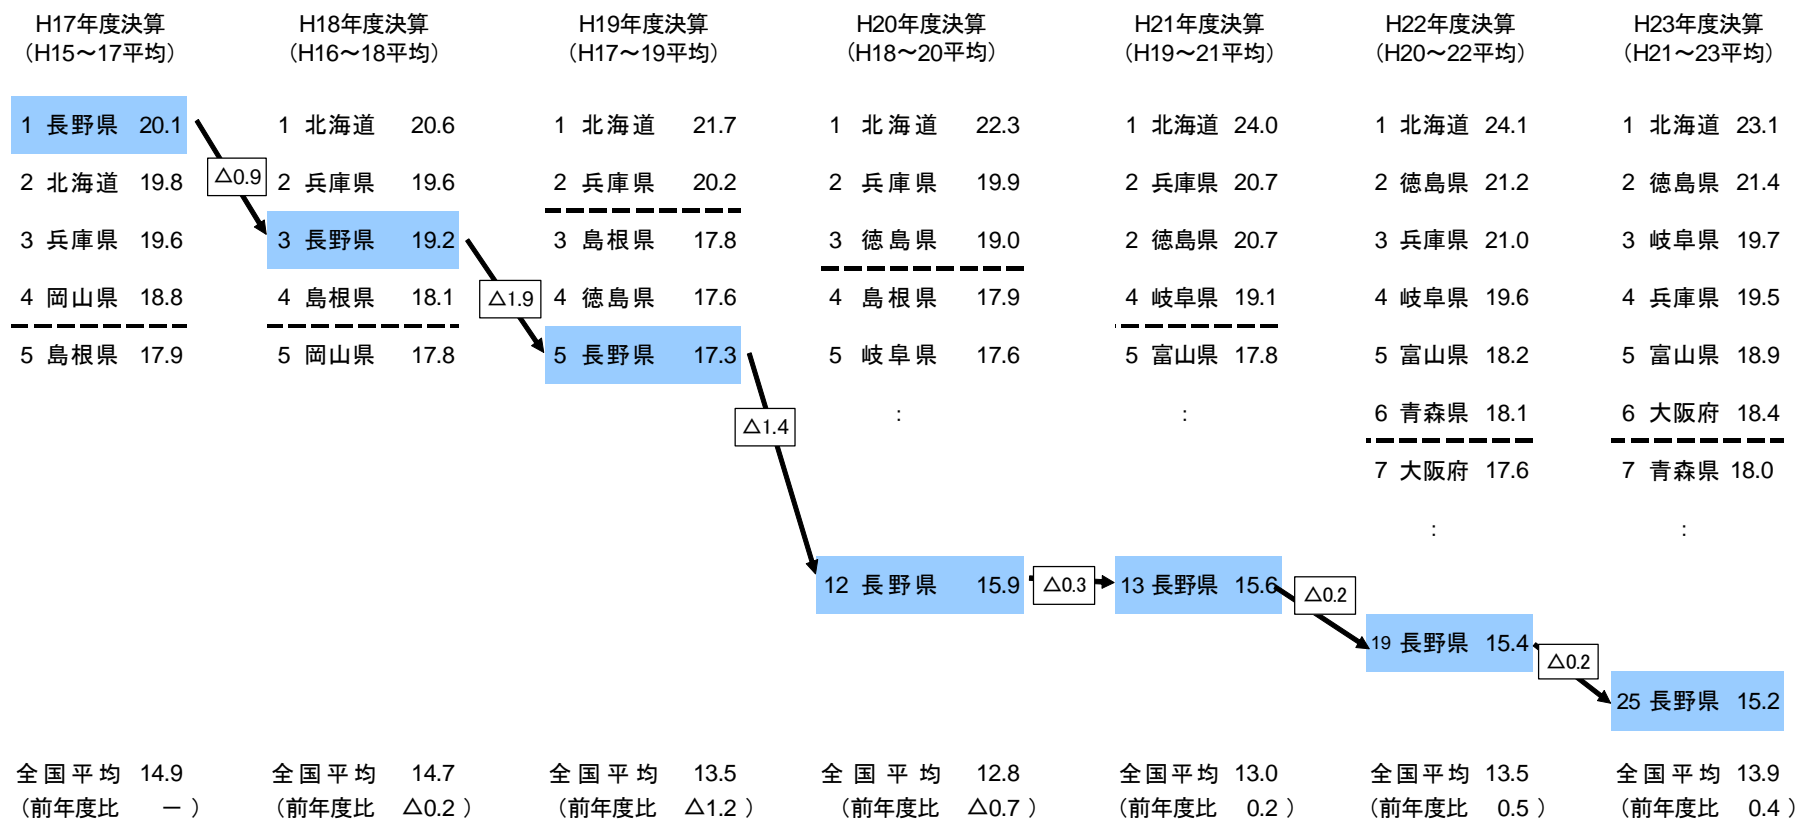 H17年度決算 H18年度決算 H19年度決算 H20年度決算 H21年度決算 H22年度決算 H23年度決算
（H15～17平均） （H16～18平均） （H17～19平均） （H18～20平均） （H19～21平均） （H20～22平均） （H21～23平均）
1 長野県 20.1 1 北海道 20.6 1 北海道 21.7 1 北海道 22.3 1 北海道 24.0 1 北海道 24.1 1 北海道 23.1
2 北海道 19.8 △0.9 2 兵庫県 19.6 2 兵庫県 20.2 2 兵庫県 19.9 2 兵庫県 20.7 2 徳島県 21.2 2 徳島県 21.4
3 兵庫県 19.6 3 長野県 19.2 3 島根県 17.8 3 徳島県 19.0 2 徳島県 20.7 3 兵庫県 21.0 3 岐阜県 19.7
4 岡山県 18.8 4 島根県 18.1 △1.9 4 徳島県 17.6 4 島根県 17.9 4 岐阜県 19.1 4 岐阜県 19.6 4 兵庫県 19.5
5 島根県 17.9 5 岡山県 17.8 5 長野県 17.3 5 岐阜県 17.6 5 富山県 17.8 5 富山県 18.2 5 富山県 18.9
△1.4 : : 6 青森県 18.1 6 大阪府 18.4
7 大阪府 17.6 7 青森県 18.0
: :
12 長野県 15.9 △0.3 13 長野県 15.6 △0.2
19 長野県 15.4 △0.2
25 長野県 15.2
全国平均 14.9 全国平均 14.7 全国平均 13.5 全国平均 12.8 全国平均 13.0 全国平均 13.5 全国平均 13.9
（前年度比 － ） （前年度比 △0.2 ） （前年度比 △1.2 ） （前年度比 △0.7 ） （前年度比 0.2 ） （前年度比 0.5 ） （前年度比 0.4 ）